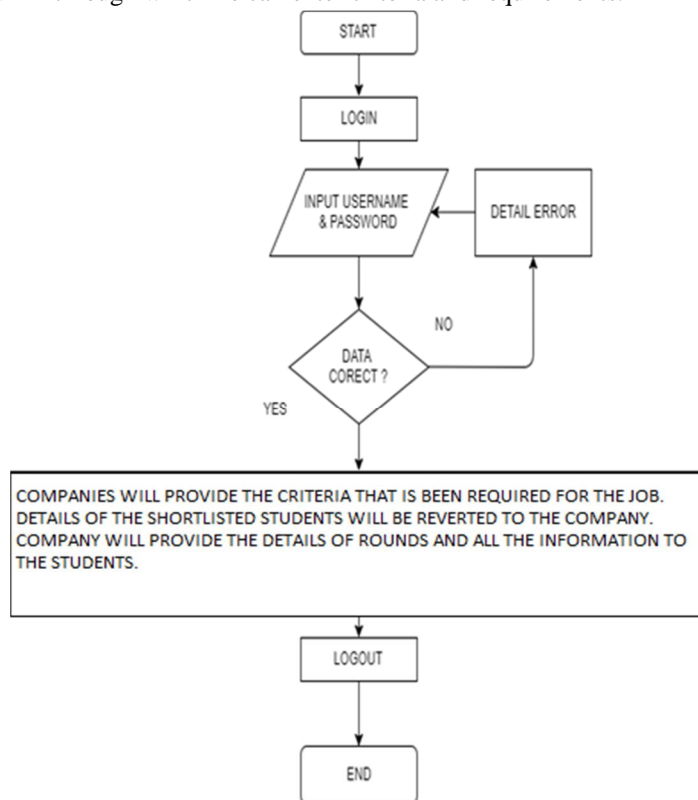 START
LOGIN
INPUT USERNAME
& PASSWORD
DETAIL ERROR
NO
DATA
CORECT ?
YES
COMPANIES WILL PROVIDE THE CRITERIA THAT IS BEEN REQUIRED FOR THE JOB.
DETAILS OF THE SHORTLISTED STUDENTS WILL BE REVERTED TO THE COMPANY.
COMPANY WILL PROVIDE THE DETAILS OF ROUNDS AND ALL THE INFORMATION TO
THE STUDENTS.
LOGOUT
END